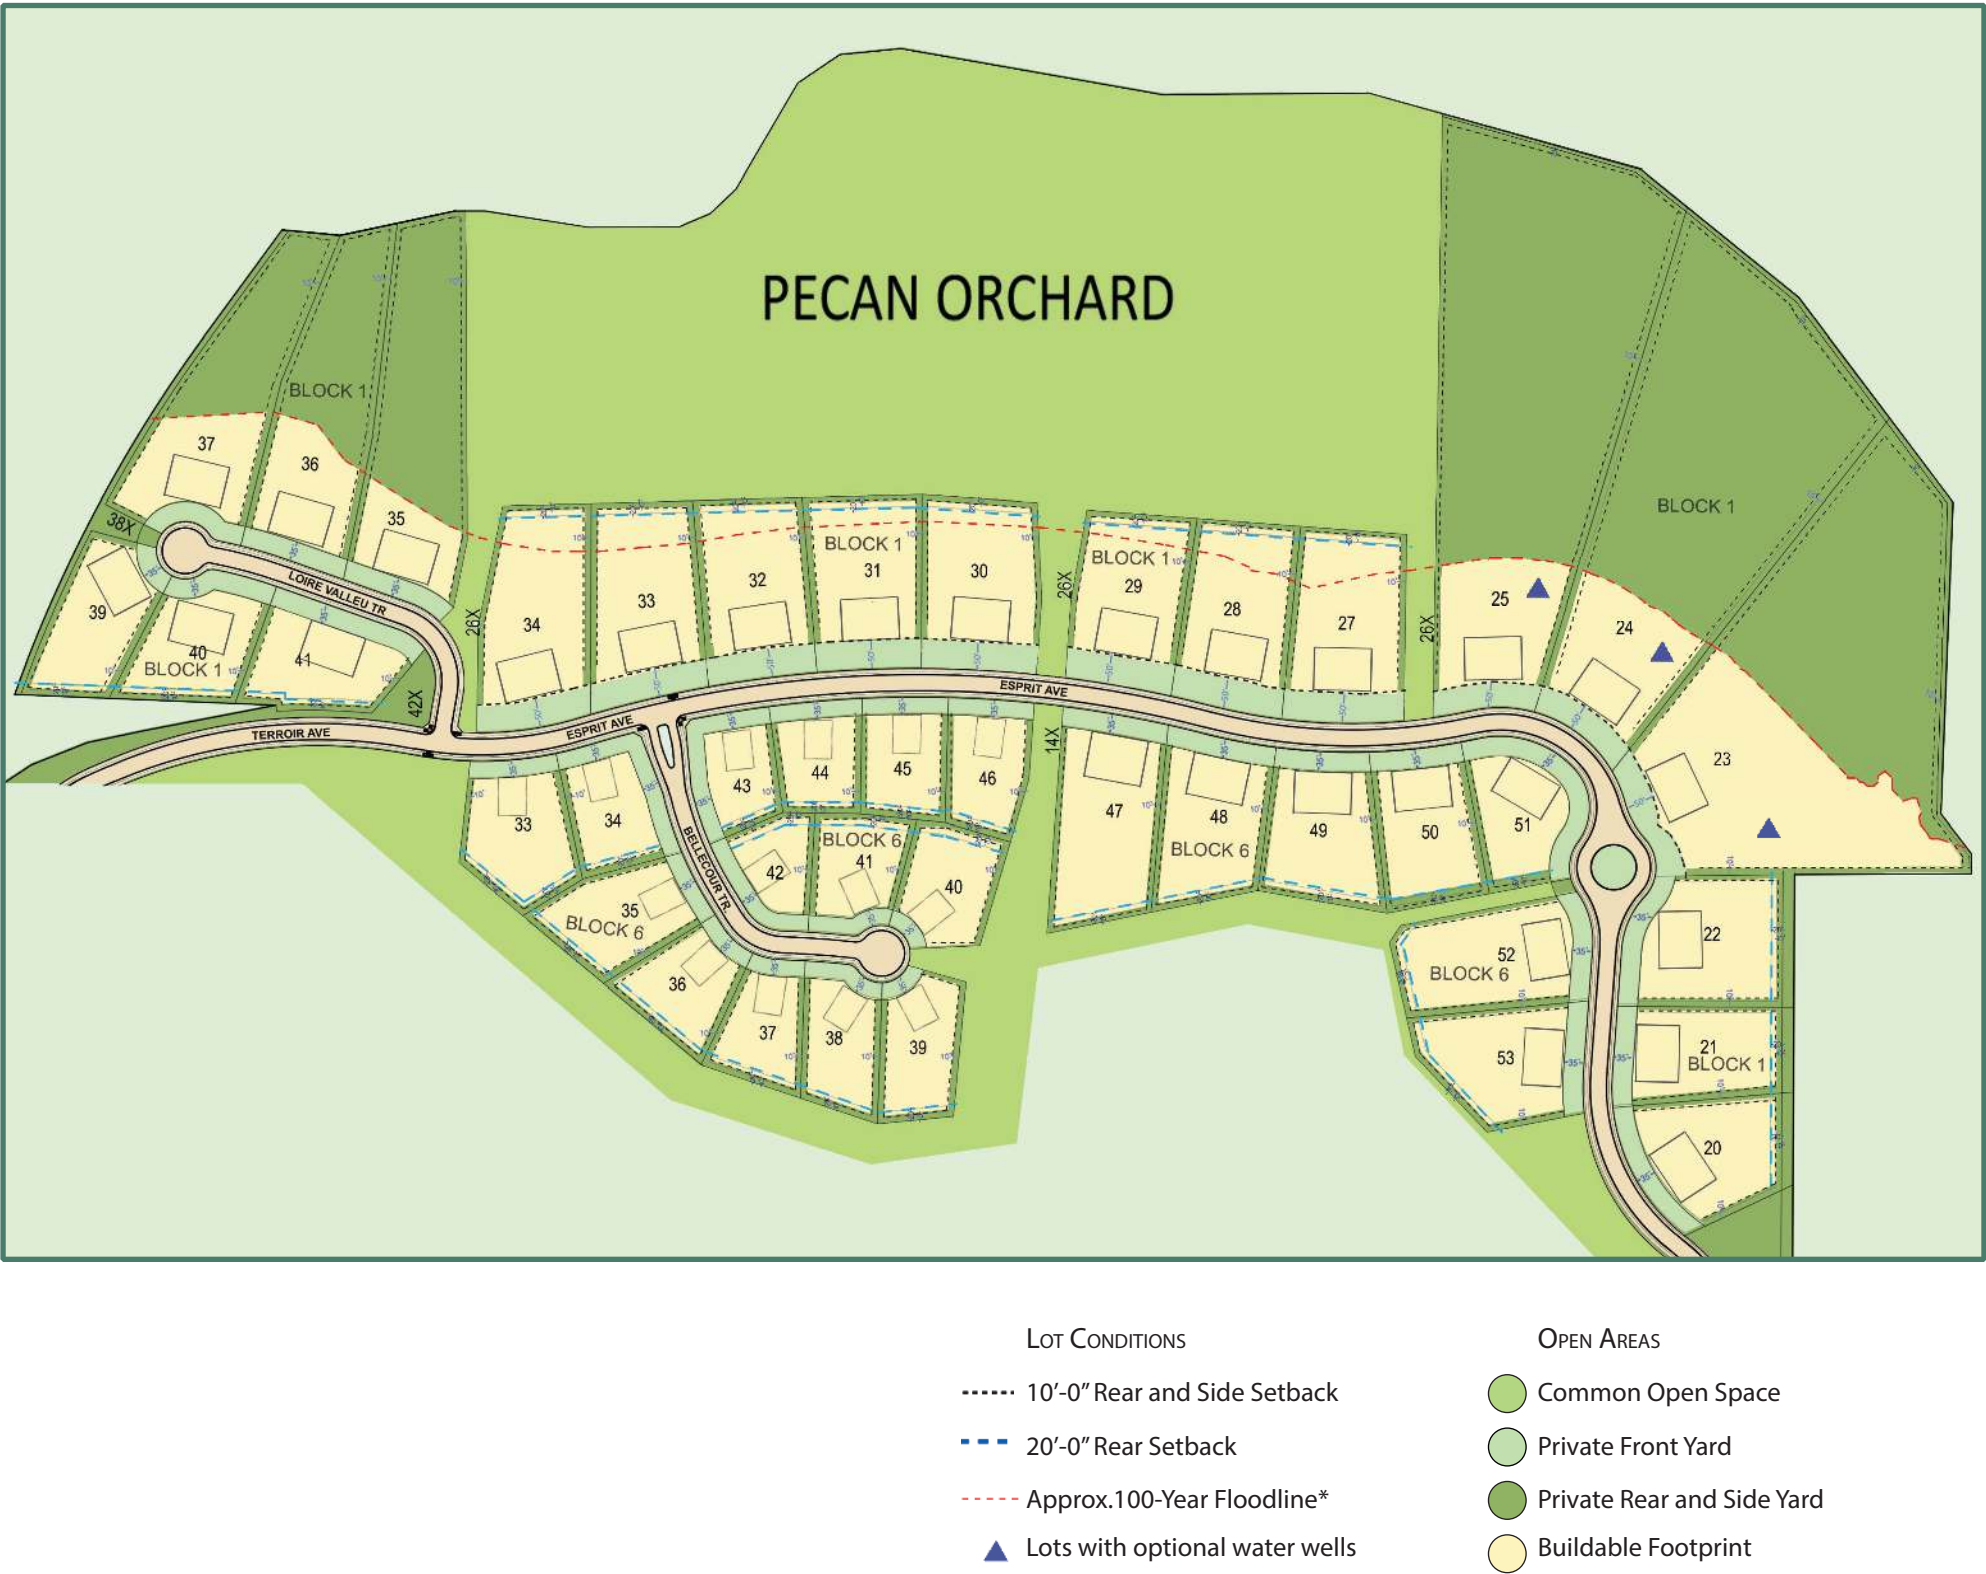 PECAN ORCHARD
BLOCK 1
BLOCK 1
37
36
35
38X
39
40
BLOCK 1
41
LOIRE VALLEU TR
42X
26X
TERROIR AVE
ESPRIT AVE
34
33
32
BLOCK 1
31
30
26X
BLOCK 1
29
28
27
26X
25
24
23
ESPRIT AVE
14X
43
44
45
46
33
34
BELLECOUR TR.
42
BLOCK 6
41
40
35
BLOCK 6
36
37
38
39
47
48
BLOCK 6
49
50
51
52
BLOCK 6
53
22
21
BLOCK 1
20
LOT CONDITIONS
10'-0" Rear and Side Setback
20'-0" Rear Setback
Approx.100-Year Floodline*
Lots with optional water wells
OPEN AREAS
Common Open Space
Private Front Yard
Private Rear and Side Yard
Buildable Footprint